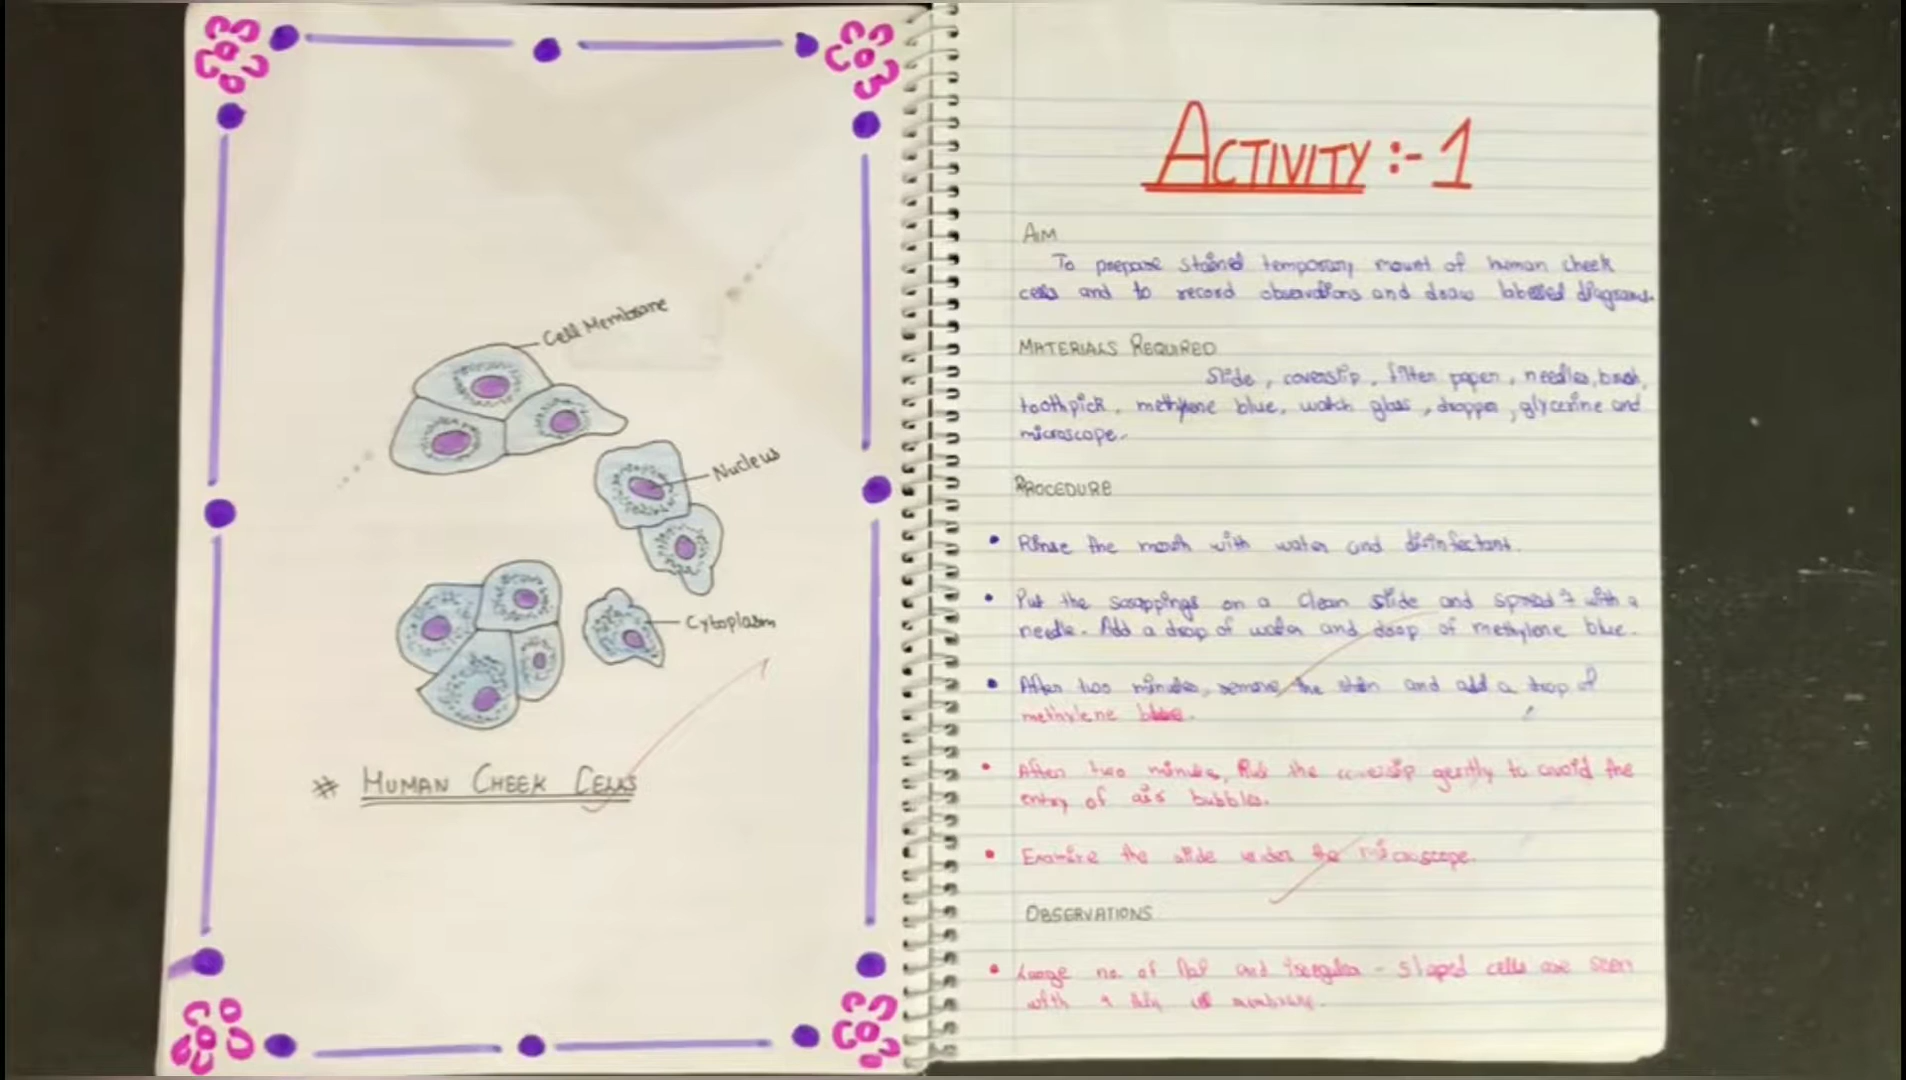 Cell Membrane
Nucleus
Cytoplasm
# HUMAN CHEEK CELLS
ACTIVITY :- 1
AIM
To prepare stained temporary mount of human cheek
cells and to record observations and draw labelled diagrams.
MATERIALS REQUIRED
Slide, coverslip, filter paper, needles, brush,
toothpick, methylene blue, watch glass, dropper, glycerine and
microscope.
PROCEDURE
• Rinse the mouth with water and disinfectant.
• Put the scrappings on a clean slide and spread it with a
needle. Add a drop of water and drop of methylene blue.
• After two minutes, remove the stain and add a drop of
methylene blue.
• After two minutes, Put the coverslip gently to avoid the
entry of air bubbles.
• Examine the slide under the microscope.
OBSERVATIONS
• Large no. of flat and irregular - shaped cells are seen
with a membrane.